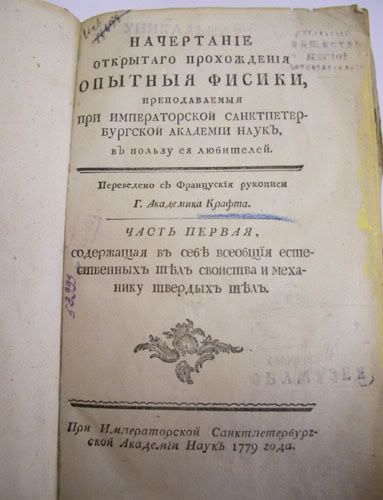 НАЧЕРТАНІЕ
ОТКРЫТАГО ПРОХОЖДЕНІЯ
ОПЫТНЫЯ ФИСИКИ,
ПРЕПОДАВАЕМЫЯ
ПРИ ИМПЕРАТОРСКОЙ САНКТПЕТЕР-
БУРГСКОЙ АКАДЕМІИ НАУКЪ,
въ пользу ея любителей.
Переведено съ Францускія рукописи
Г. Академика Крафта.
ЧАСТЬ ПЕРВАЯ,
содержащая въ себѣ всеобщія есте-
ственныхъ тѣлъ свойства и меха-
нику твердыхъ тѣлъ.
При Императорской Санктпетербург-
ской Академіи Наукъ 1779 года.